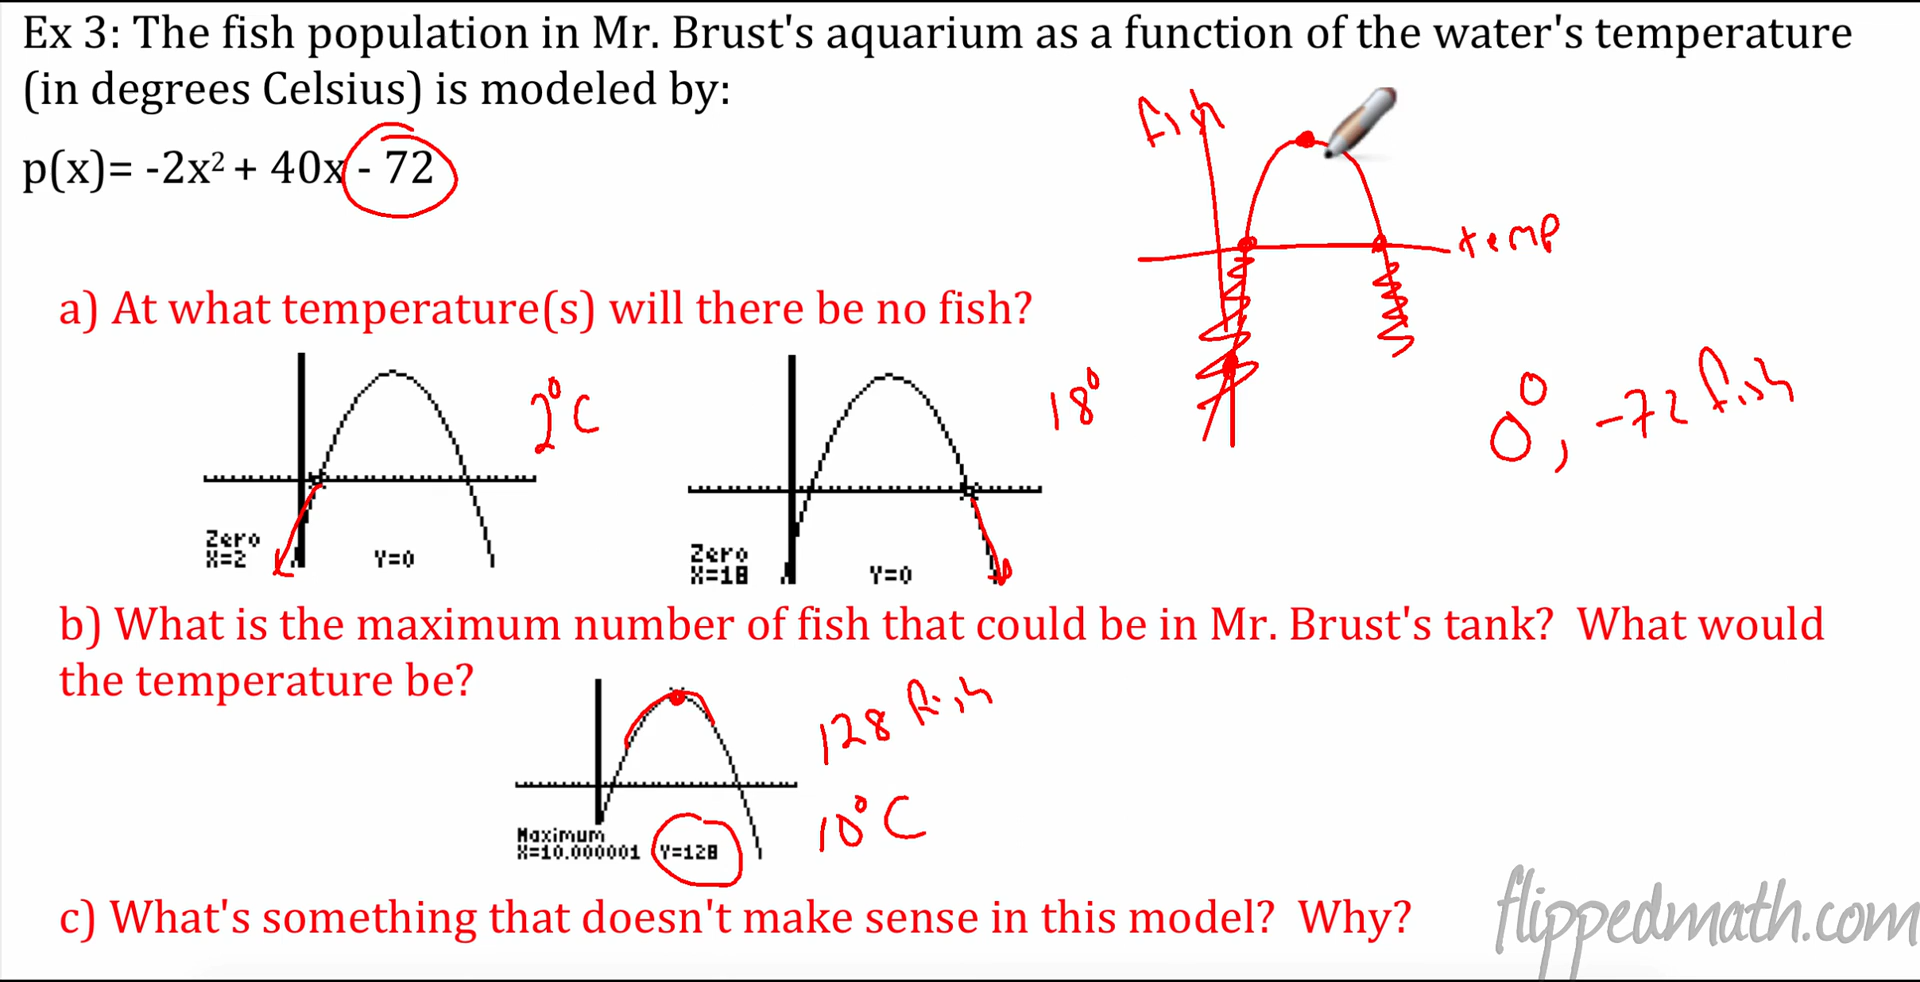 Ex 3: The fish population in Mr. Brust's aquarium as a function of the water's temperature
(in degrees Celsius) is modeled by:
p(x)= -2x² + 40x - 72
fish
temp
a) At what temperature(s) will there be no fish?
2°C
18°
0°, -72 fish
Zero
X=2 Y=0
Zero
X=18 Y=0
b) What is the maximum number of fish that could be in Mr. Brust's tank? What would
the temperature be?
128 fish
10°C
Maximum
X=10.000001 Y=128
c) What's something that doesn't make sense in this model? Why?
flippedmath.com